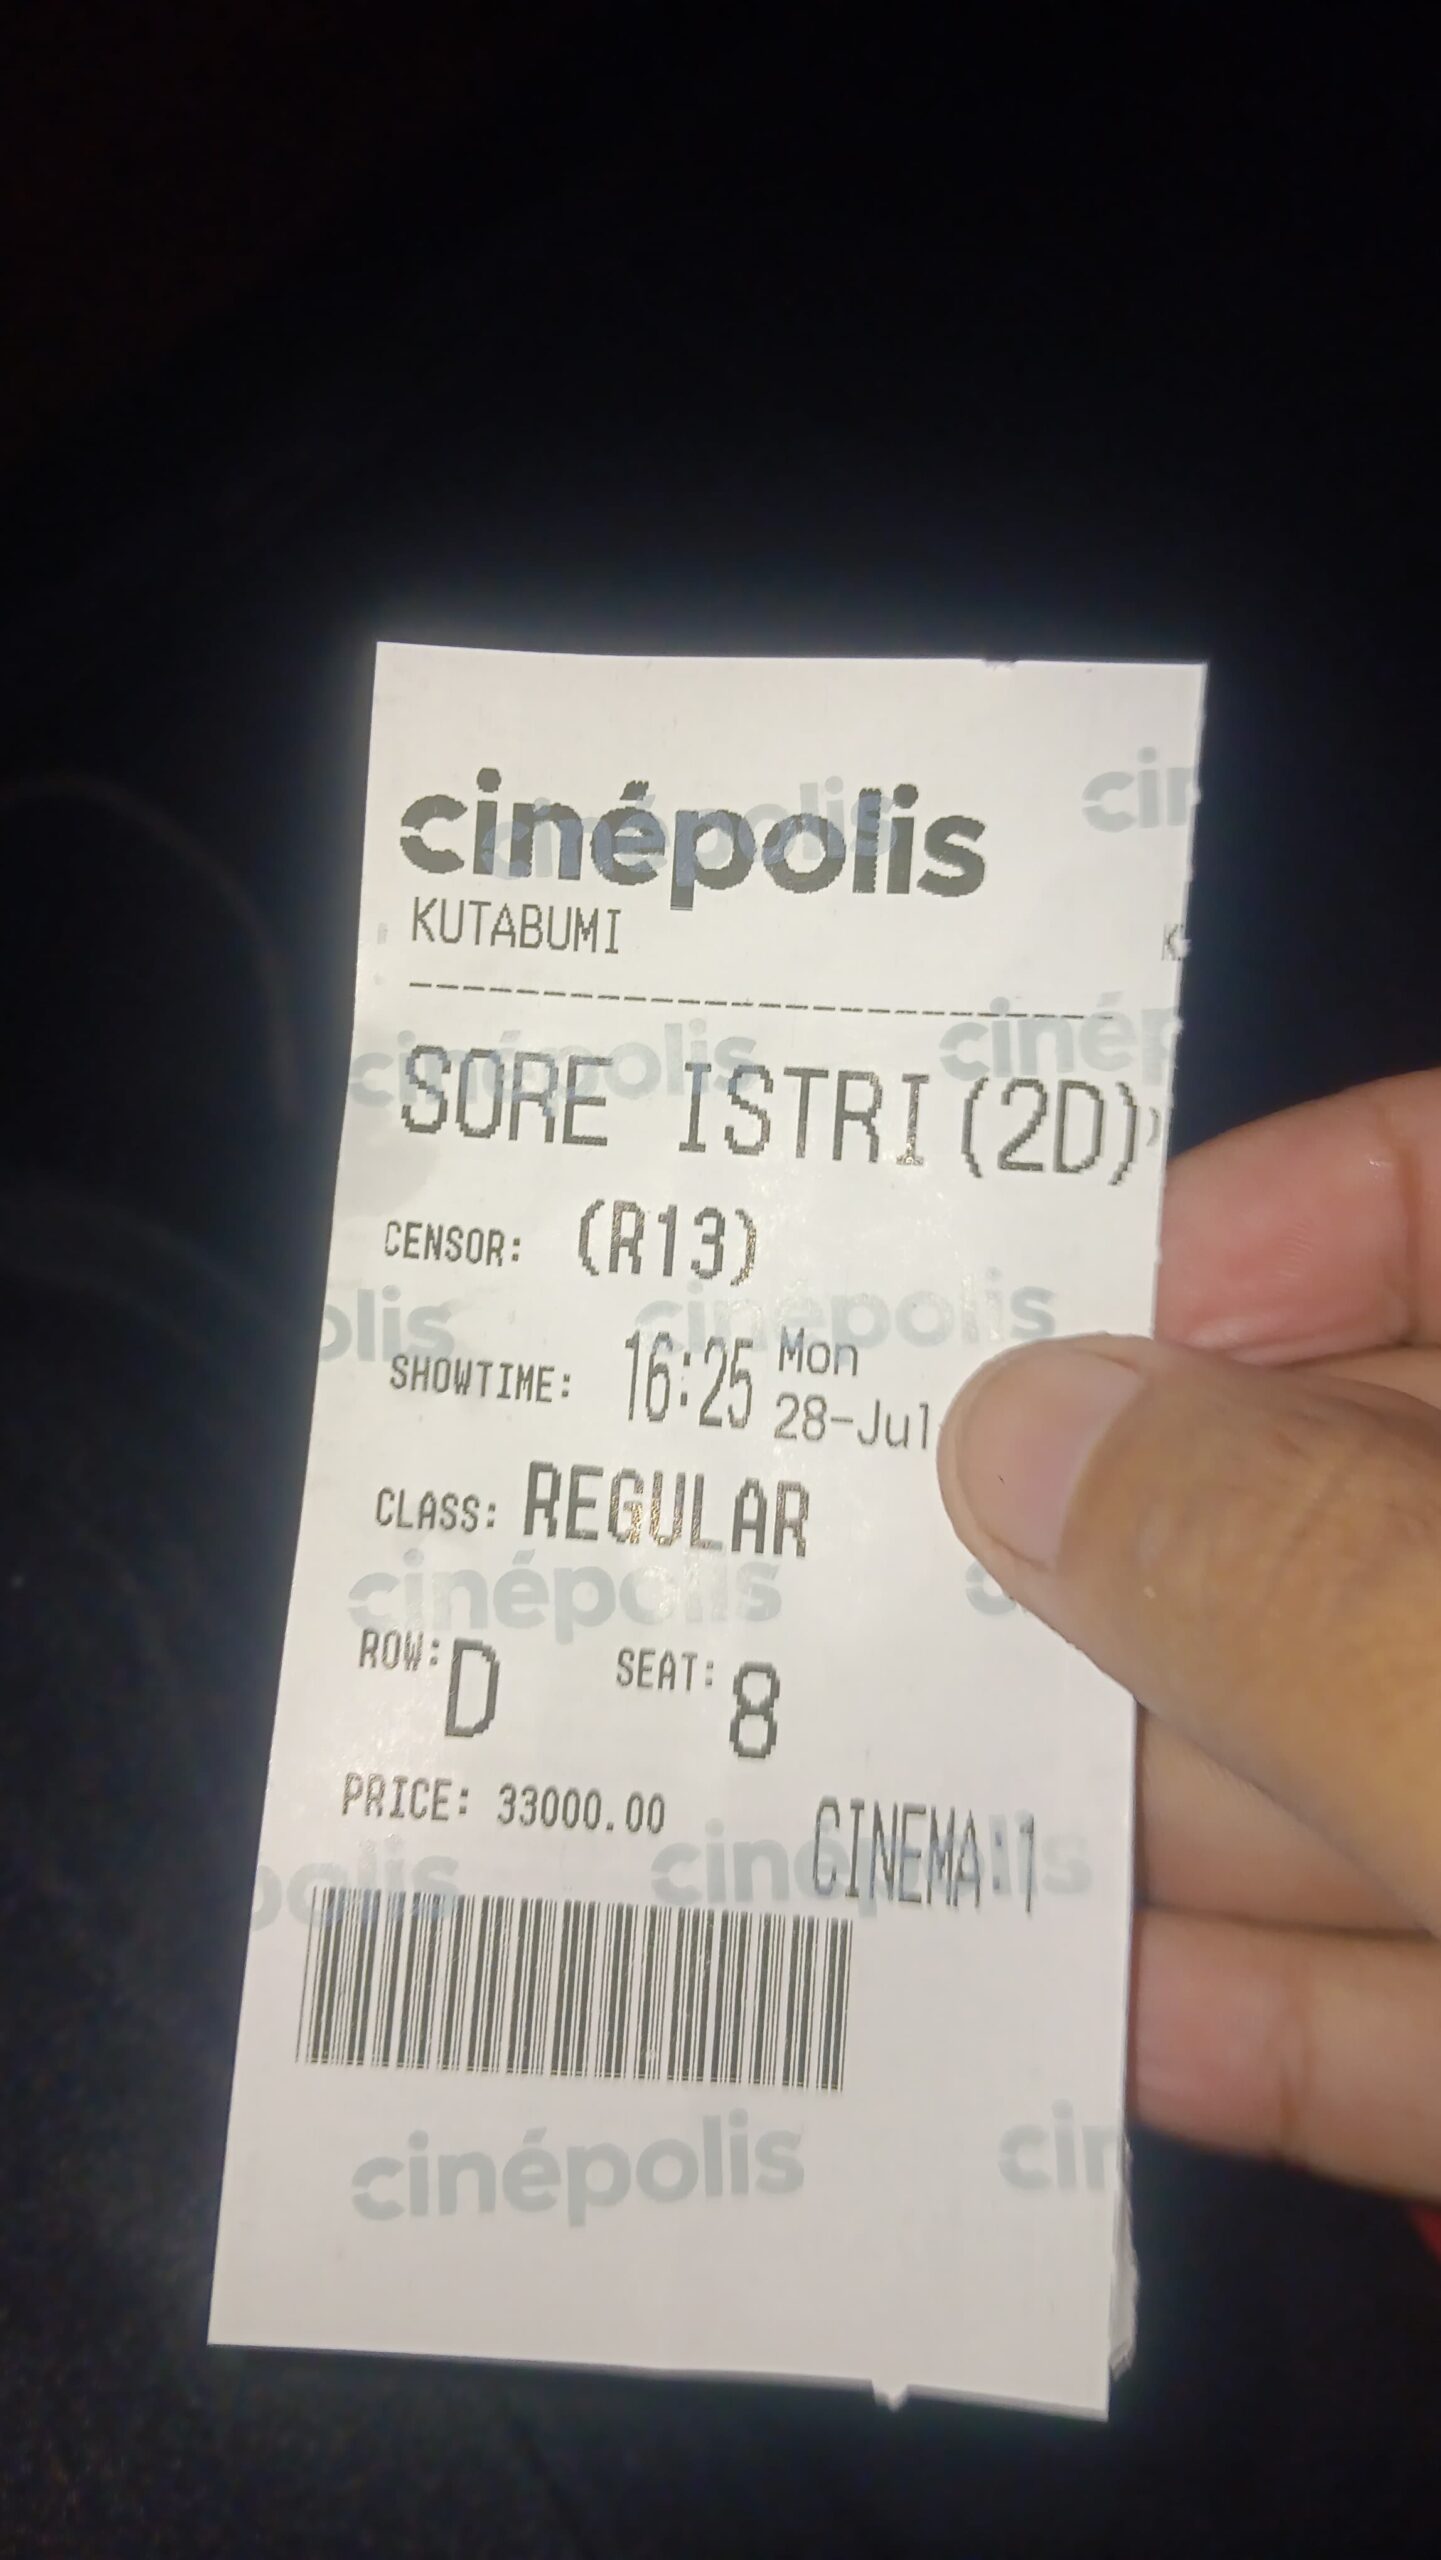 cinépolis
KUTABUMI
SORE ISTRI(2D)
CENSOR: (R13)
SHOWTIME: 16:25 Mon
28-Jul
CLASS: REGULAR
ROW: D SEAT: 8
PRICE: 33000.00
CINEMA:1
cinépolis